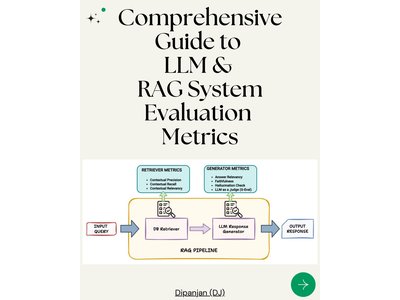 Comprehensive
Guide to
LLM &
RAG System
Evaluation
Metrics
RETRIEVER METRICS
• Contextual Precision
• Contextual Recall
• Contextual Relevancy
GENERATOR METRICS
• Answer Relevancy
• Faithfulness
• Hallucination Check
• LLM as a Judge (G-Eval)
INPUT
QUERY
DB Retriever
LLM Response
Generator
OUTPUT
RESPONSE
RAG PIPELINE
Dipanjan (DJ)